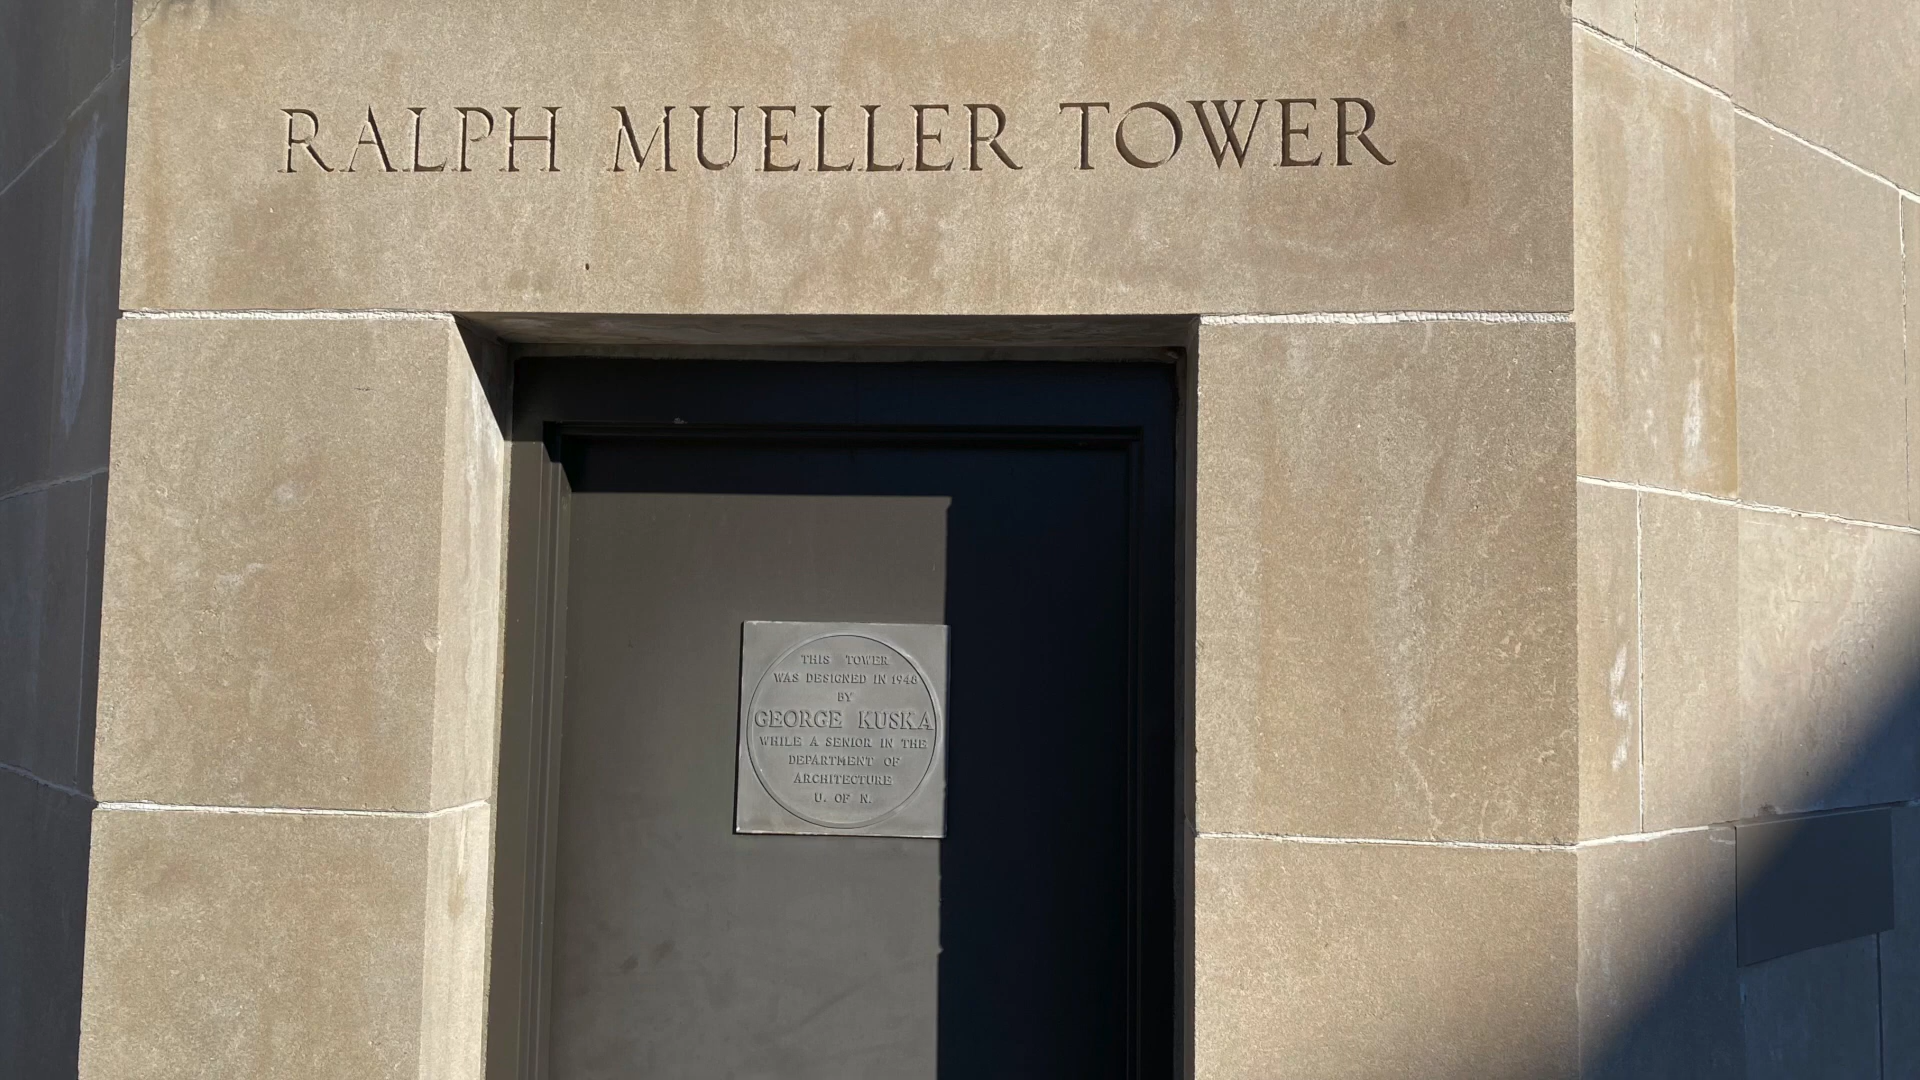 RALPH MUELLER TOWER
THIS TOWER
WAS DESIGNED IN 1948
BY
GEORGE KUSKA
WHILE A SENIOR IN THE
DEPARTMENT OF
ARCHITECTURE
U. OF N.